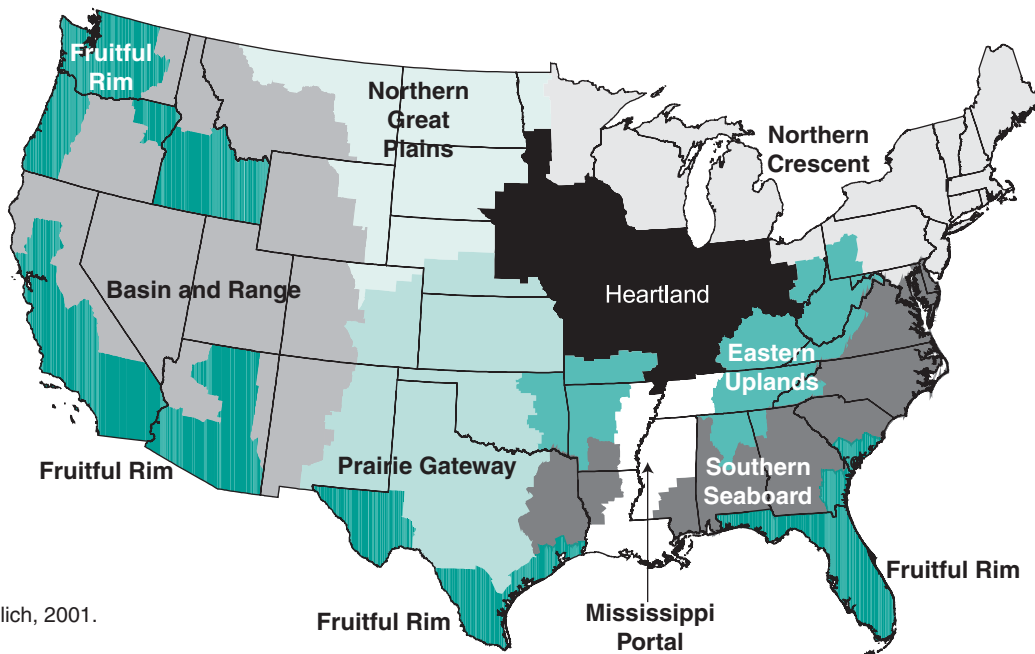 Fruitful
Rim
Northern
Great
Plains
Northern
Crescent
Basin and Range
Heartland
Eastern
Uplands
Fruitful Rim
Prairie Gateway
Southern
Seaboard
Fruitful Rim
Mississippi
Portal
Fruitful Rim
lich, 2001.